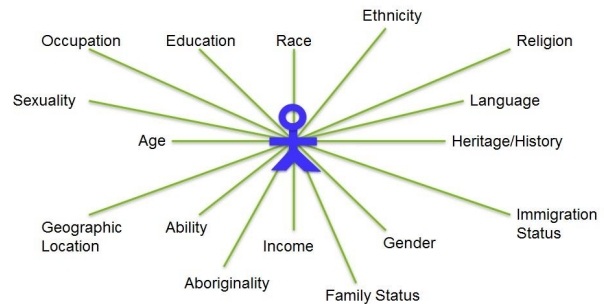 Ethnicity
Occupation
Education
Race
Religion
Sexuality
Language
Age
Heritage/History
Geographic
Location
Ability
Income
Gender
Immigration
Status
Aboriginality
Family Status